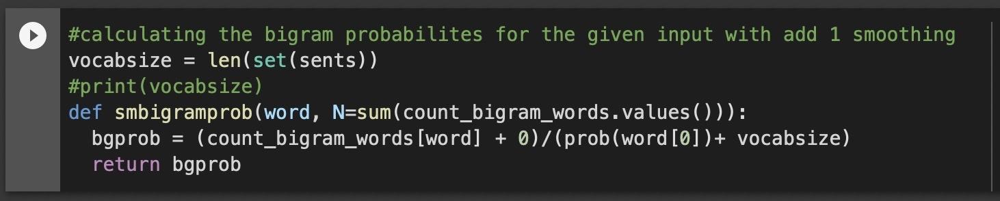 #calculating the bigram probabilites for the given input with add 1 smoothing
vocabsize = len(set(sents))
#print(vocabsize)
def smbigramprob(word, N=sum(count_bigram_words.values())):
  bgprob = (count_bigram_words[word] + 0)/(prob(word[0])+ vocabsize)
  return bgprob